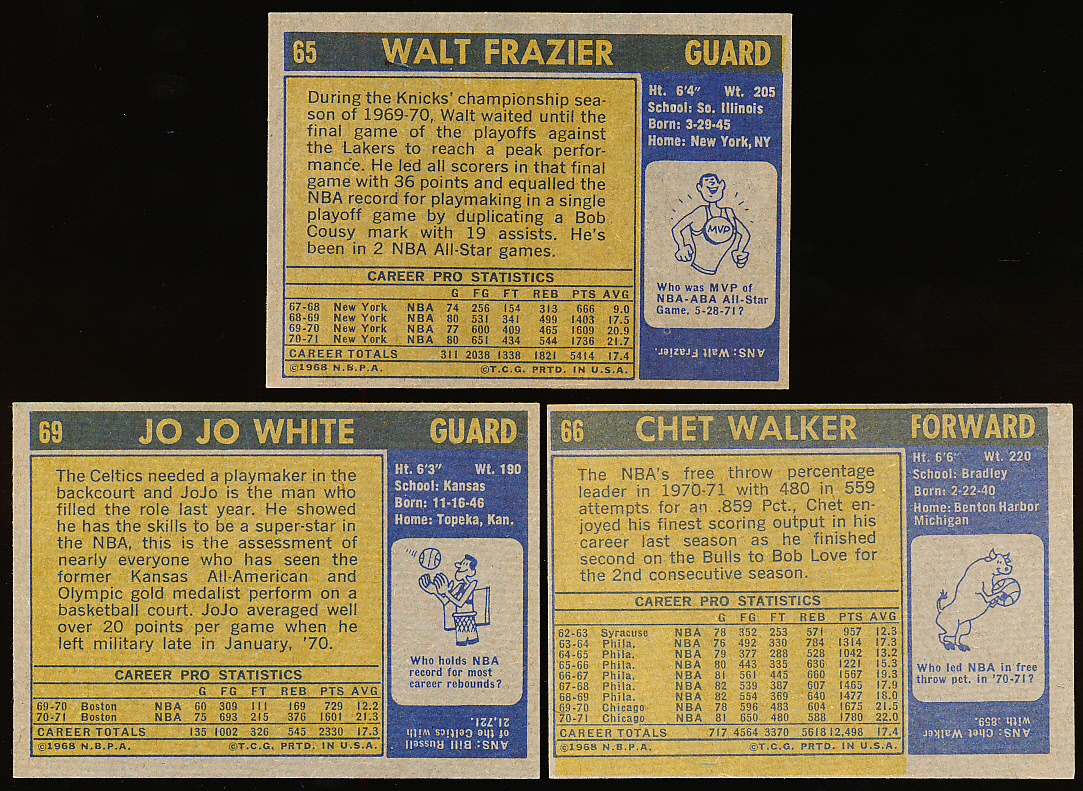 65 WALT FRAZIER GUARD
During the Knicks' championship sea-
son of 1969-70, Walt waited until the
final game of the playoffs against
the Lakers to reach a peak perfor-
mance. He led all scorers in that final
game with 36 points and equalled the
NBA record for playmaking in a single
playoff game by duplicating a Bob
Cousy mark with 19 assists. He's
been in 2 NBA All-Star games.
CAREER PRO STATISTICS
G FG FT REB PTS AVG
67-68 New York NBA 74 256 154 313 666 9.0
68-69 New York NBA 80 531 341 499 1403 17.5
69-70 New York NBA 77 600 409 465 1609 20.9
70-71 New York NBA 80 651 434 544 1736 21.7
CAREER TOTALS 311 2038 1338 1821 5414 17.4
©1968 N.B.P.A. ©T.C.G. PRTD. IN U.S.A.
Ht. 6'4" Wt. 205
School: So. Illinois
Born: 3-29-45
Home: New York, NY
MVP
Who was MVP of
NBA-ABA All-Star
Game, 5-28-71?
ANS: Walt Frazier.
69 JO JO WHITE GUARD
The Celtics needed a playmaker in the
backcourt and JoJo is the man who
filled the role last year. He showed
he has the skills to be a super-star in
the NBA, this is the assessment of
nearly everyone who has seen the
former Kansas All-American and
Olympic gold medalist perform on a
basketball court. JoJo averaged well
over 20 points per game when he
left military late in January, '70.
CAREER PRO STATISTICS
G FG FT REB PTS AVG
69-70 Boston NBA 60 309 111 169 729 12.2
70-71 Boston NBA 75 693 215 376 1601 21.3
CAREER TOTALS 135 1002 326 545 2330 17.3
©1968 N.B.P.A. ©T.C.G. PRTD. IN U.S.A.
Ht. 6'3" Wt. 190
School: Kansas
Born: 11-16-46
Home: Topeka, Kan.
Who holds NBA
record for most
career rebounds?
ANS: Bill Russell
of the Celtics with
21,721.
66 CHET WALKER FORWARD
The NBA's free throw percentage
leader in 1970-71 with 480 in 559
attempts for an .859 Pct., Chet en-
joyed his finest scoring output in his
career last season as he finished
second on the Bulls to Bob Love for
the 2nd consecutive season.
CAREER PRO STATISTICS
G FG FT REB PTS AVG
62-63 Syracuse NBA 78 352 253 571 957 12.3
63-64 Phila. NBA 76 492 330 784 1314 17.3
64-65 Phila. NBA 79 377 288 528 1042 13.2
65-66 Phila. NBA 80 443 335 636 1221 15.3
66-67 Phila. NBA 81 561 445 660 1567 19.3
67-68 Phila. NBA 82 539 387 607 1465 17.9
68-69 Phila. NBA 82 554 369 640 1477 18.0
69-70 Chicago NBA 78 596 483 604 1675 21.5
70-71 Chicago NBA 81 650 480 588 1780 22.0
CAREER TOTALS 717 4564 3370 5618 12,498 17.4
©1968 N.B.P.A. ©T.C.G. PRTD. IN U.S.A.
Ht. 6'6" Wt. 220
School: Bradley
Born: 2-22-40
Home: Benton Harbor
Michigan
Who led NBA in free
throw pct. in '70-71?
ANS: Chet Walker
with .859.